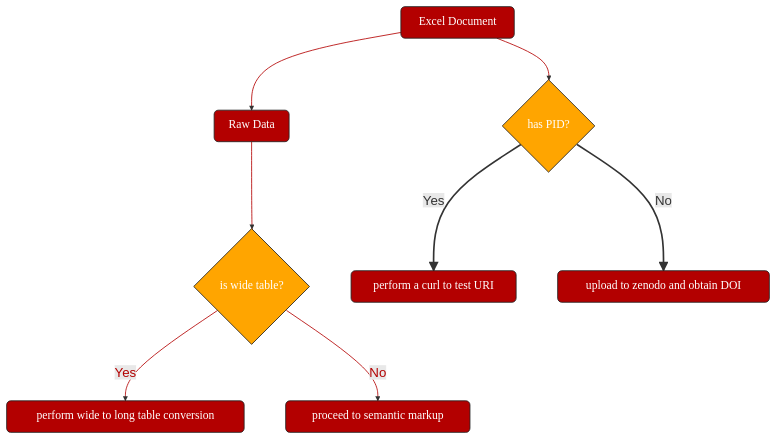 Excel Document
Raw Data
has PID?
Yes
No
is wide table?
perform a curl to test URI
upload to zenodo and obtain DOI
Yes
No
perform wide to long table conversion
proceed to semantic markup